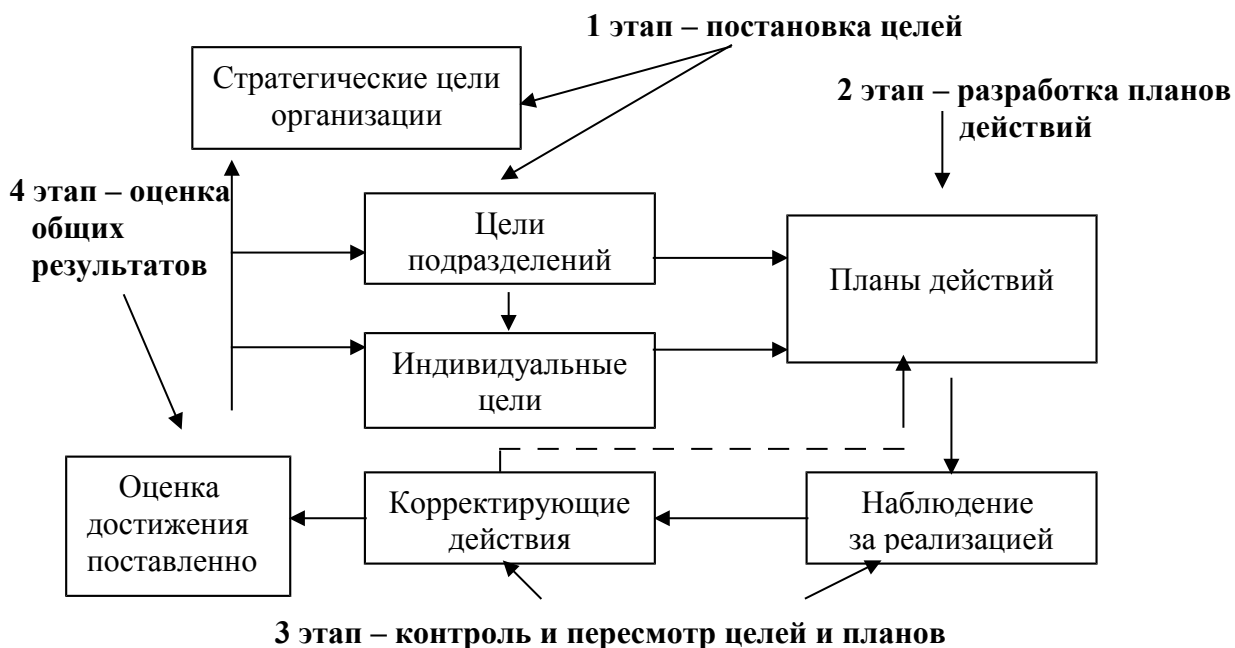 1 этап – постановка целей
Стратегические цели
организации
2 этап – разработка планов
действий
4 этап – оценка
общих
результатов
Цели
подразделений
Планы действий
Индивидуальные
цели
Оценка
достижения
поставленно
Корректирующие
действия
Наблюдение
за реализацией
3 этап – контроль и пересмотр целей и планов